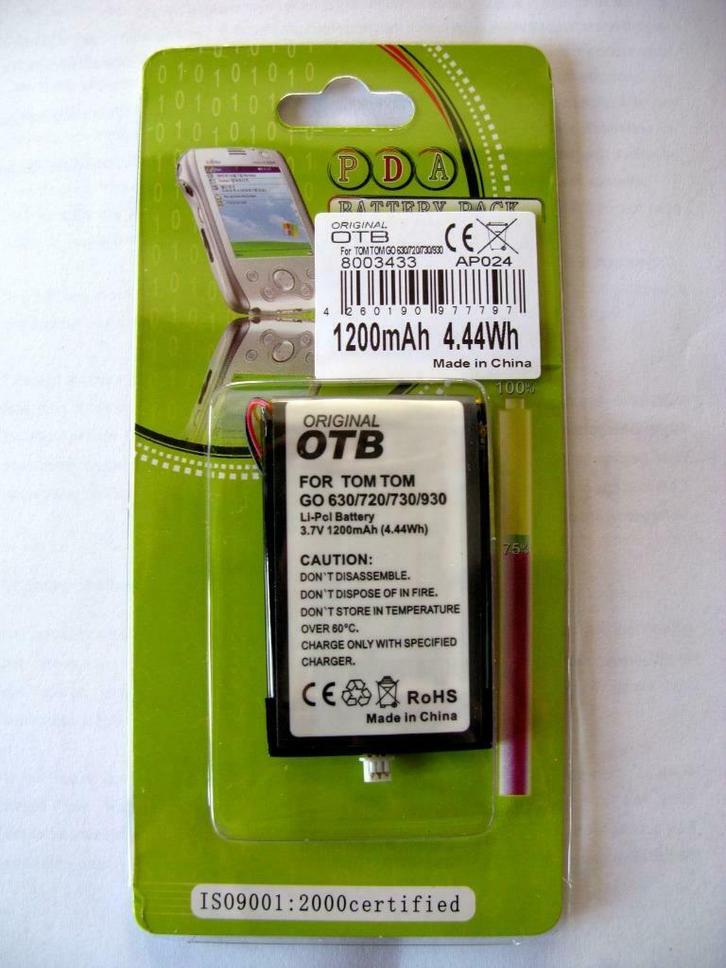 PDA
BATTERY PACK
ORIGINAL
OTB
For TOM TOM GO 630/720/730/930
8003433 AP024
4 260190 977797
1200mAh 4.44Wh
Made in China
100%
ORIGINAL
OTB
FOR TOM TOM
GO 630/720/730/930
Li-Pol Battery
3.7V 1200mAh (4.44Wh)
75%
CAUTION:
DON`T DISASSEMBLE.
DON`T DISPOSE OF IN FIRE.
DON`T STORE IN TEMPERATURE
OVER 60°C.
CHARGE ONLY WITH SPECIFIED
CHARGER.
CE RoHS
Made in China
ISO9001:2000certified